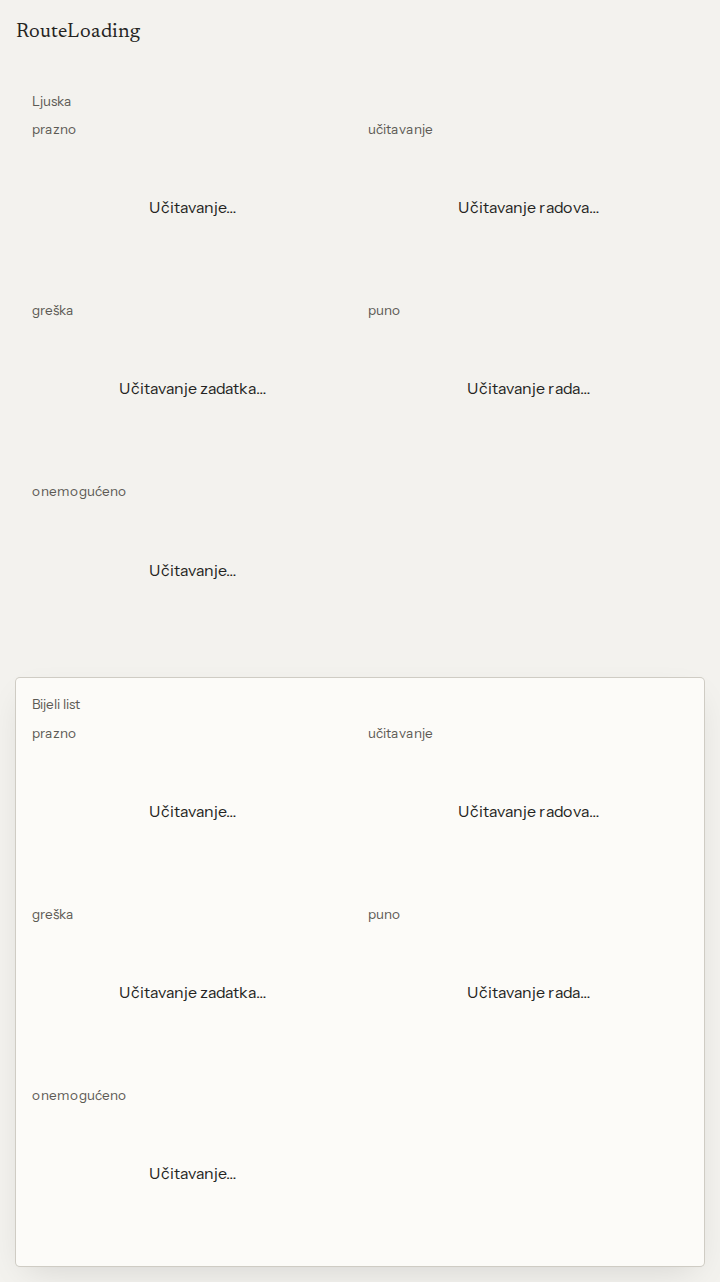 RouteLoading
Ljuska
prazno
učitavanje
Učitavanje…
Učitavanje radova…
greška
puno
Učitavanje zadatka…
Učitavanje rada…
onemogućeno
Učitavanje…
Bijeli list
prazno
učitavanje
Učitavanje…
Učitavanje radova…
greška
puno
Učitavanje zadatka…
Učitavanje rada…
onemogućeno
Učitavanje…